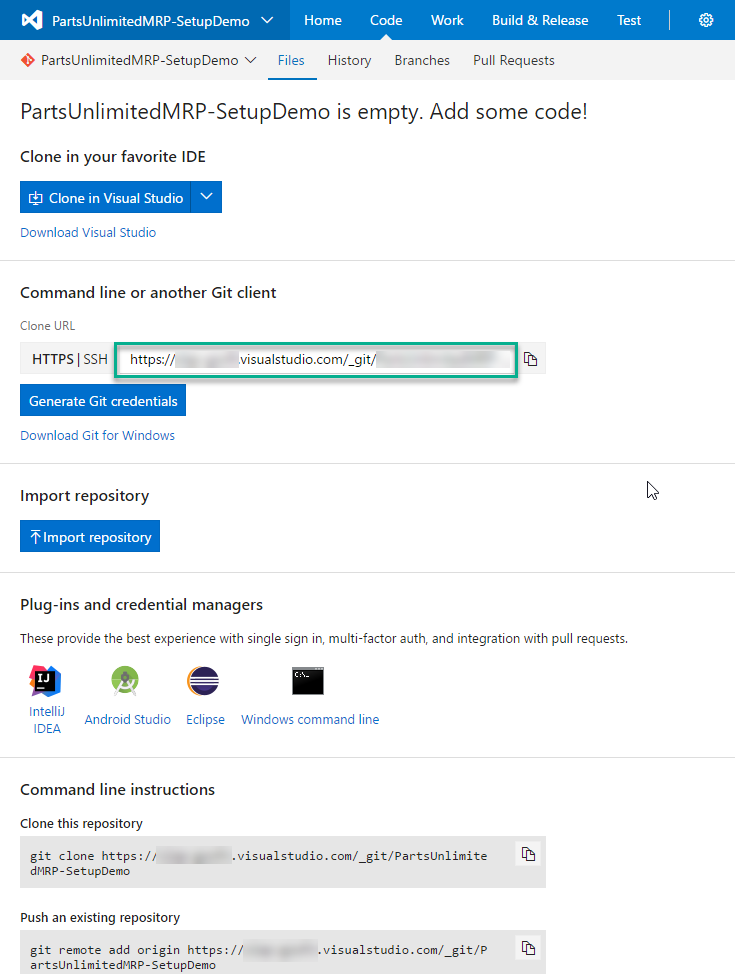 PartsUnlimitedMRP-SetupDemo Home Code Work Build & Release Test
PartsUnlimitedMRP-SetupDemo Files History Branches Pull Requests
PartsUnlimitedMRP-SetupDemo is empty. Add some code!
Clone in your favorite IDE
Clone in Visual Studio
Download Visual Studio
Command line or another Git client
Clone URL
HTTPS | SSH https:// .visualstudio.com/_git/
Generate Git credentials
Download Git for Windows
Import repository
Import repository
Plug-ins and credential managers
These provide the best experience with single sign in, multi-factor auth, and integration with pull requests.
IJ C:\_
IntelliJ
IDEA Android Studio Eclipse Windows command line
Command line instructions
Clone this repository
git clone https:// .visualstudio.com/_git/PartsUnlimite
dMRP-SetupDemo
Push an existing repository
git remote add origin https:// .visualstudio.com/_git/P
artsUnlimitedMRP-SetupDemo